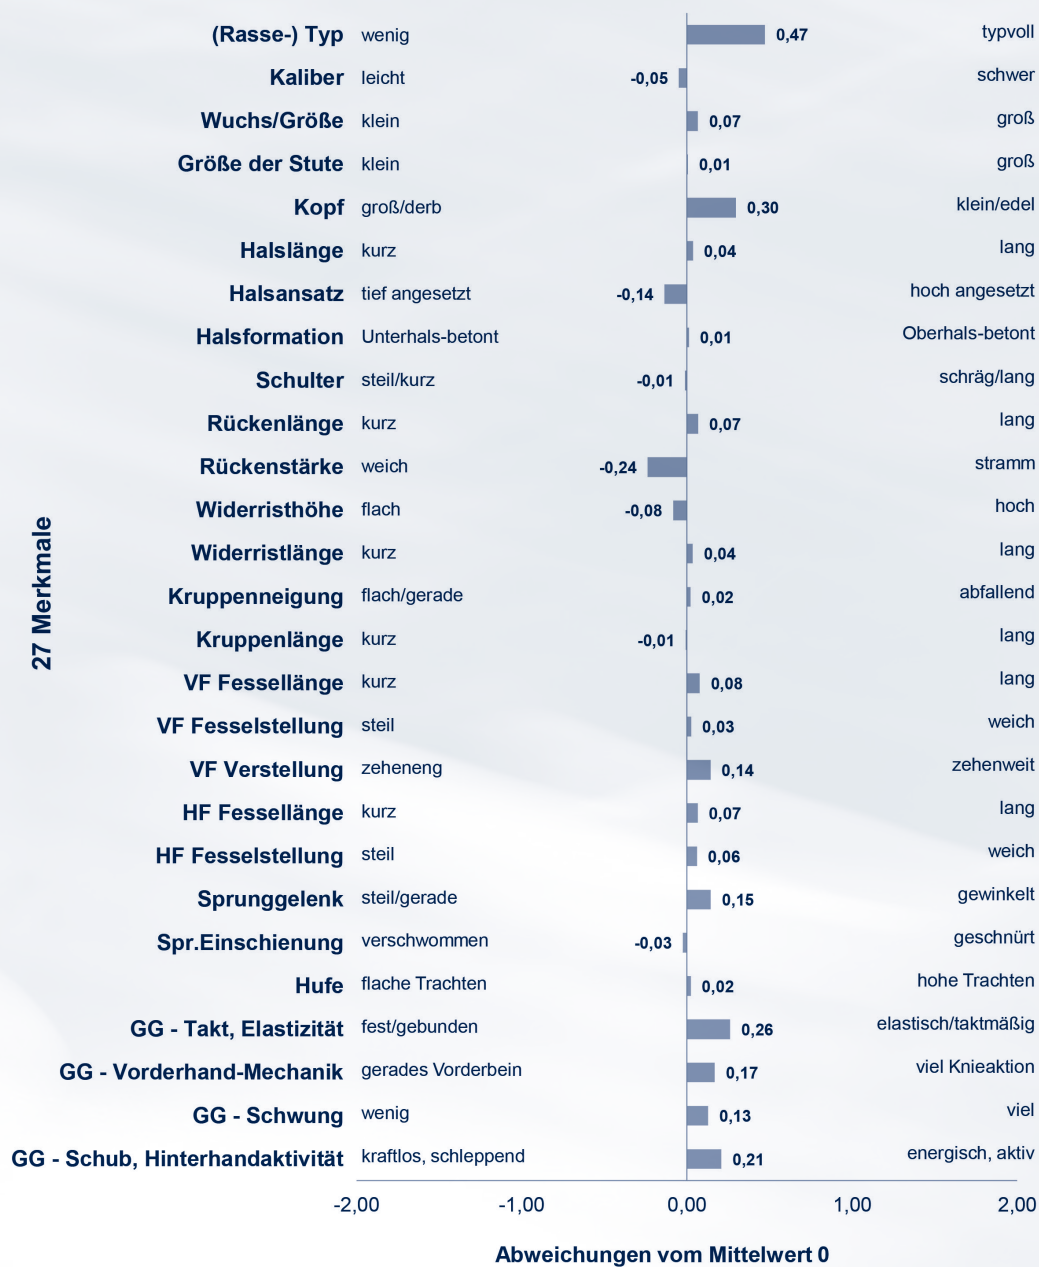 (Rasse-) Typ wenig 0,47 typvoll
Kaliber leicht -0,05 schwer
Wuchs/Größe klein 0,07 groß
Größe der Stute klein 0,01 groß
Kopf groß/derb 0,30 klein/edel
Halslänge kurz 0,04 lang
Halsansatz tief angesetzt -0,14 hoch angesetzt
Halsformation Unterhals-betont 0,01 Oberhals-betont
Schulter steil/kurz -0,01 schräg/lang
Rückenlänge kurz 0,07 lang
Rückenstärke weich -0,24 stramm
Widerristhöhe flach -0,08 hoch
Widerristlänge kurz 0,04 lang
Kruppenneigung flach/gerade 0,02 abfallend
Kruppenlänge kurz -0,01 lang
VF Fessellänge kurz 0,08 lang
VF Fesselstellung steil 0,03 weich
VF Verstellung zeheneng 0,14 zehenweit
HF Fessellänge kurz 0,07 lang
HF Fesselstellung steil 0,06 weich
Sprunggelenk steil/gerade 0,15 gewinkelt
Spr.Einschienung verschwommen -0,03 geschnürt
Hufe flache Trachten 0,02 hohe Trachten
GG - Takt, Elastizität fest/gebunden 0,26 elastisch/taktmäßig
GG - Vorderhand-Mechanik gerades Vorderbein 0,17 viel Knieaktion
GG - Schwung wenig 0,13 viel
GG - Schub, Hinterhandaktivität kraftlos, schleppend 0,21 energisch, aktiv
27 Merkmale
-2,00 -1,00 0,00 1,00 2,00
Abweichungen vom Mittelwert 0